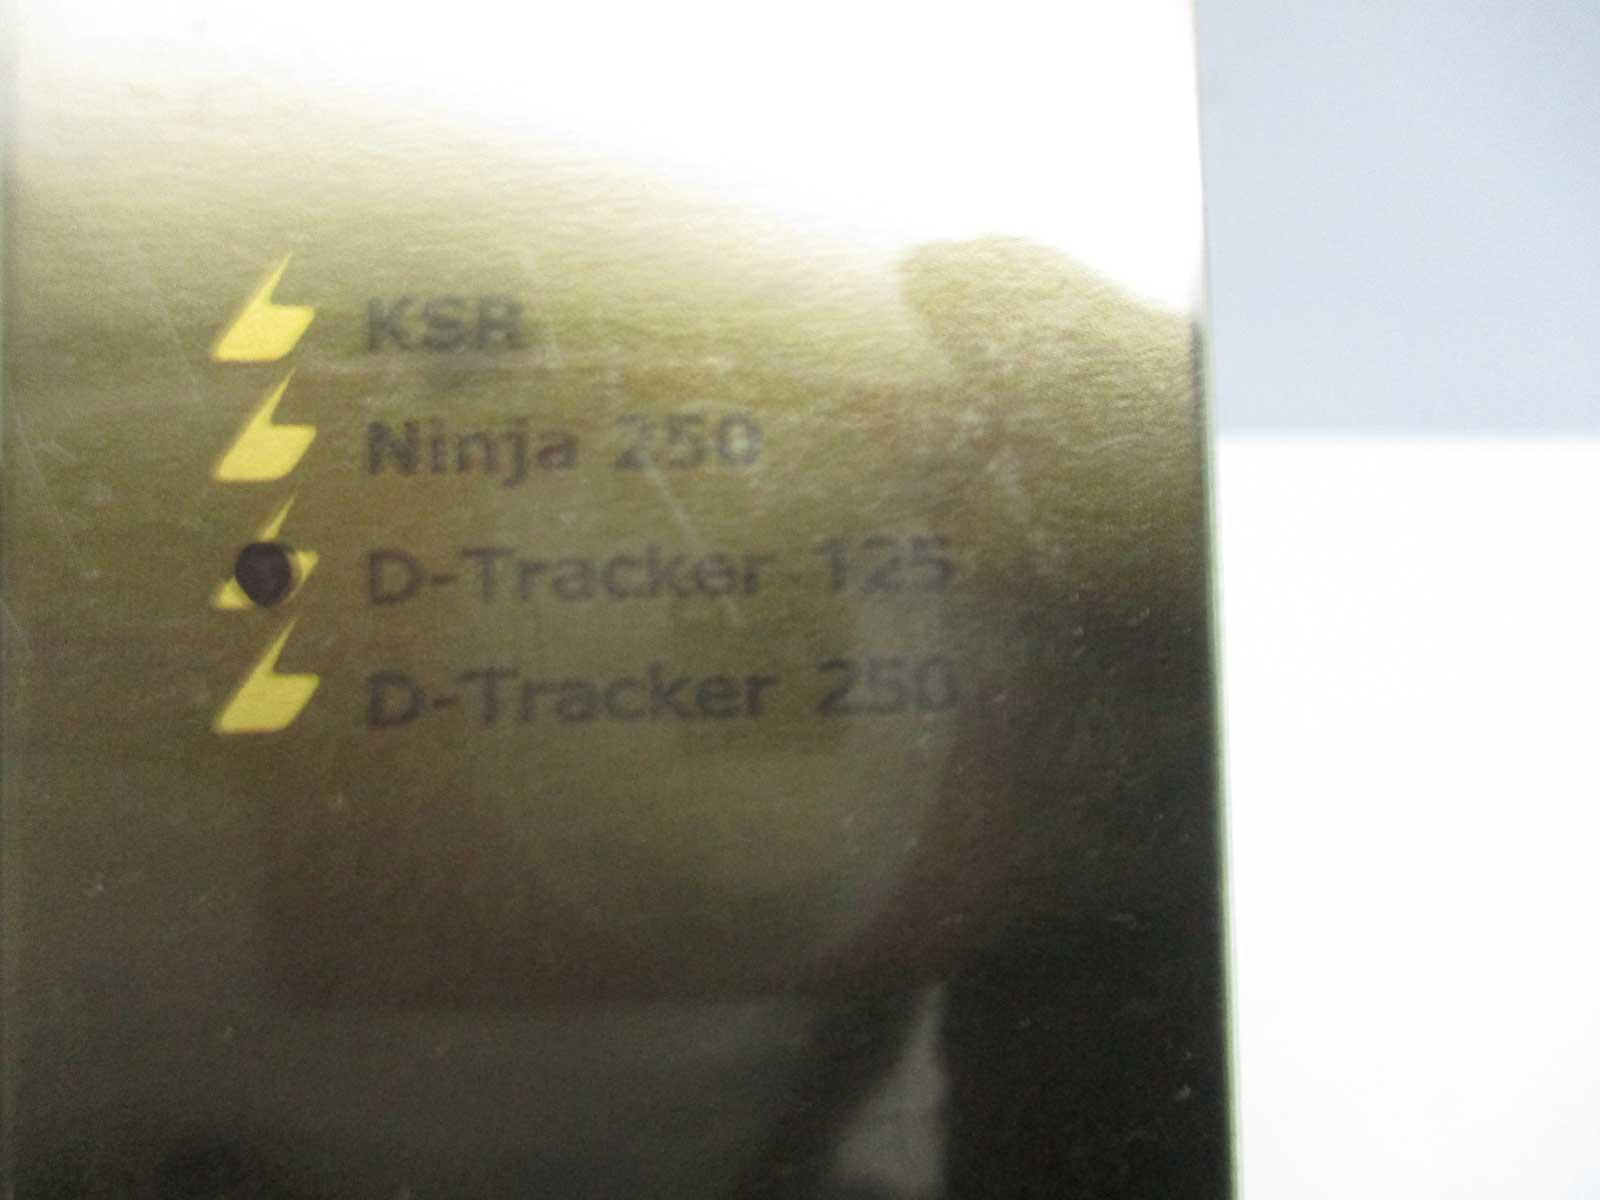 KSR
Ninja 250
D-Tracker 125
D-Tracker 250